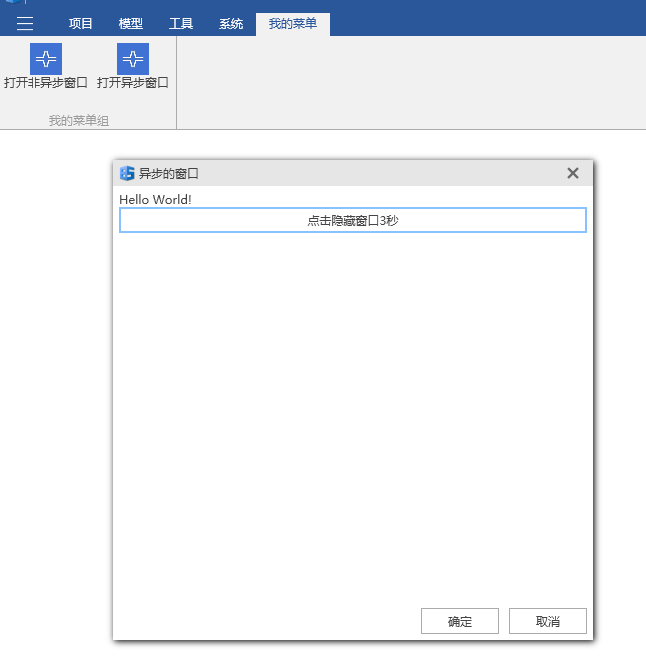 项目 模型 工具 系统 我的菜单
打开非异步窗口 打开异步窗口
我的菜单组
异步的窗口
Hello World!
点击隐藏窗口3秒
确定 取消